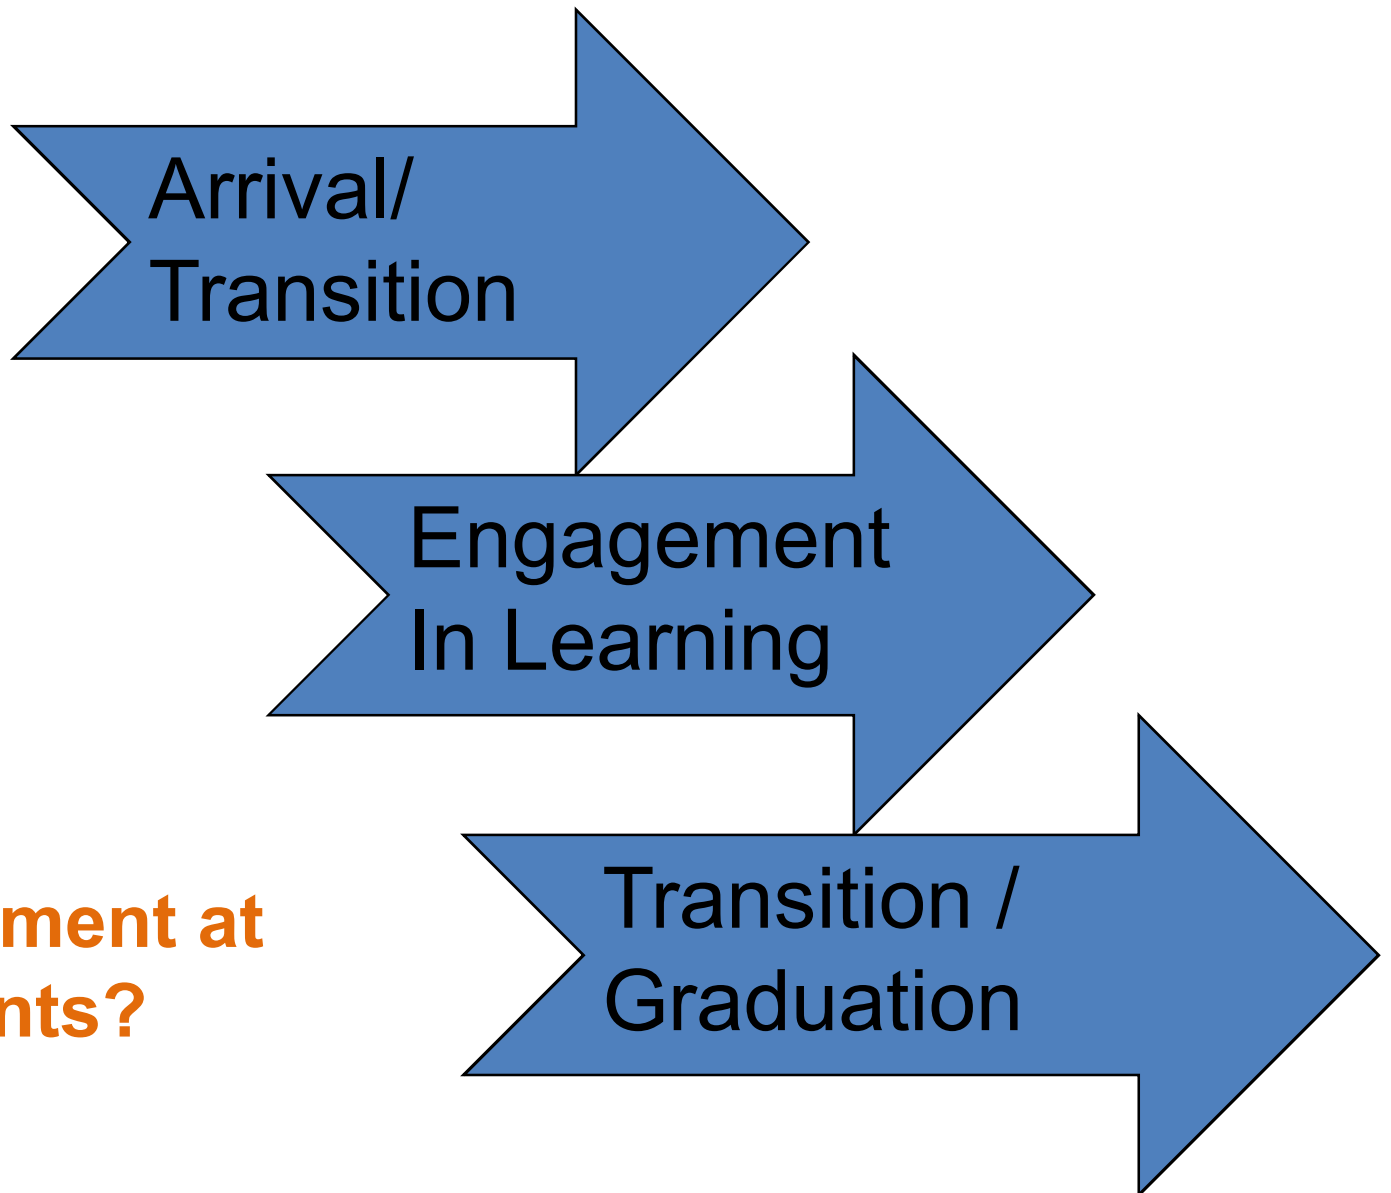 Arrival/
Transition
Engagement
In Learning
Transition /
Graduation
ment at
nts?